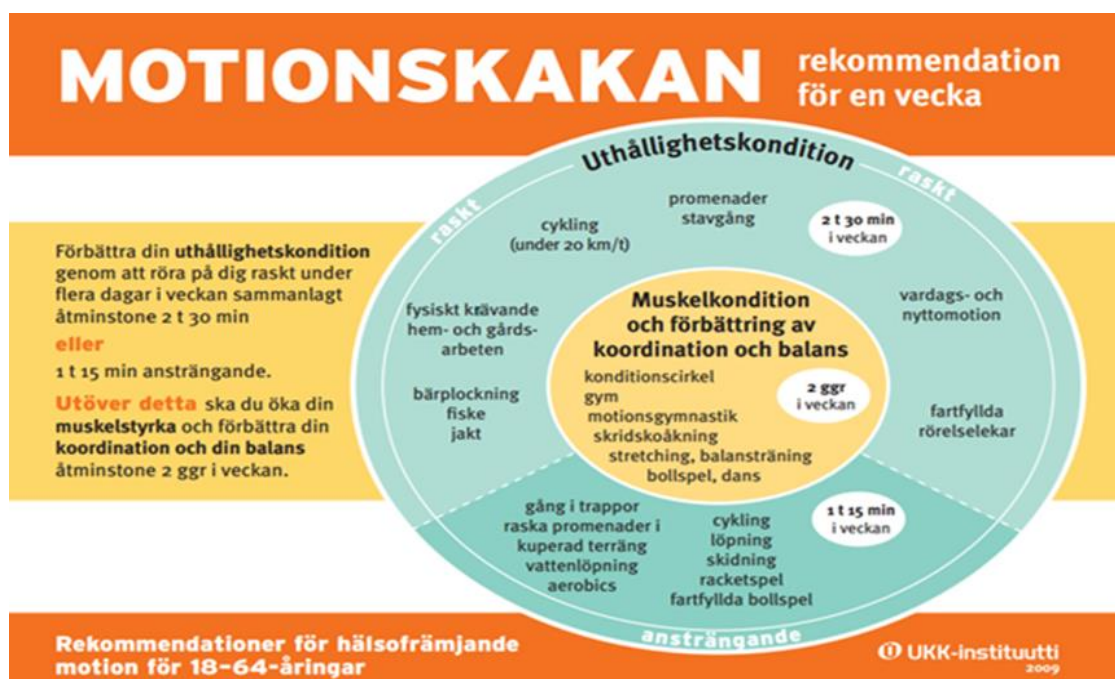 MOTIONSKAKAN
rekommendation
för en vecka
Förbättra din uthållighetskondition
genom att röra på dig raskt under
flera dagar i veckan sammanlagt
åtminstone 2 t 30 min
eller
1 t 15 min ansträngande.
Utöver detta ska du öka din
muskelstyrka och förbättra din
koordination och din balans
åtminstone 2 ggr i veckan.
Uthållighetskondition
raskt
raskt
promenader
stavgång
2 t 30 min
i veckan
cykling
(under 20 km/t)
fysiskt krävande
hem- och gårds-
arbeten
vardags- och
nyttomotion
bärplockning
fiske
jakt
fartfyllda
rörelselekar
Muskelkondition
och förbättring av
koordination och balans
konditionscirkel
gym
motionsgymnastik
skridskoåkning
stretching, balansträning
bollspel, dans
2 ggr
i veckan
gång i trappor
raska promenader i
kuperad terräng
vattenlöpning
aerobics
cykling
löpning
skidning
racketspel
fartfyllda bollspel
1 t 15 min
i veckan
ansträngande
Rekommendationer för hälsofrämjande
motion för 18–64-åringar
UKK-instituutti
2009